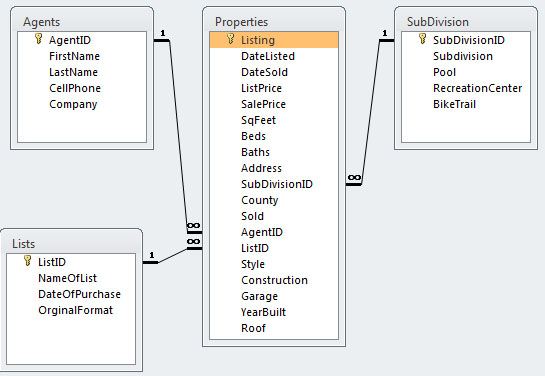 Agents
AgentID
FirstName
LastName
CellPhone
Company
1
∞
Properties
Listing
DateListed
DateSold
ListPrice
SalePrice
SqFeet
Beds
Baths
Address
SubDivisionID
County
Sold
AgentID
ListID
Style
Construction
Garage
YearBuilt
Roof
SubDivision
SubDivisionID
Subdivision
Pool
RecreationCenter
BikeTrail
1
∞
Lists
ListID
NameOfList
DateOfPurchase
OrginalFormat
1
∞